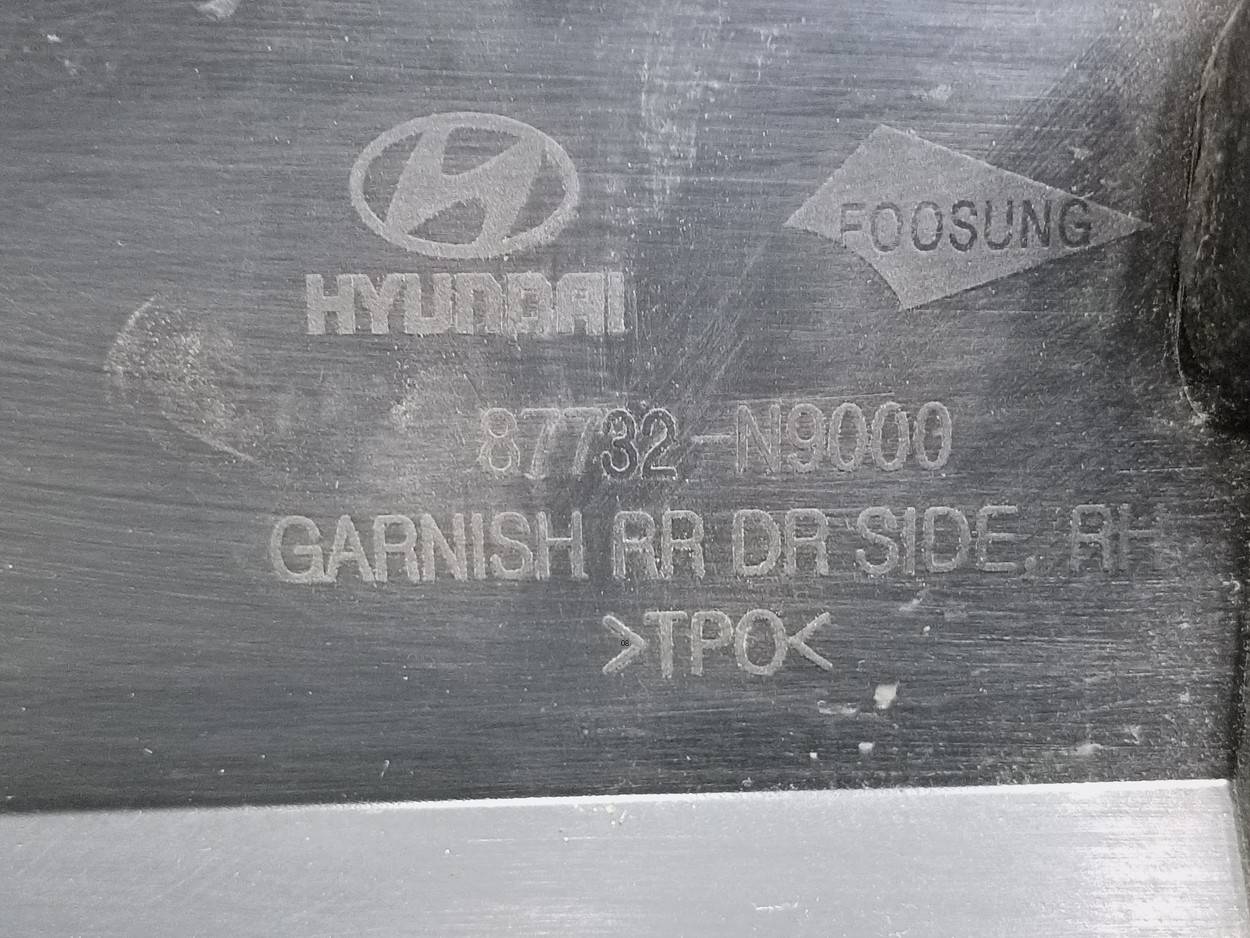 HYUNDAI
FOOSUNG
87732-N9000
GARNISH RR DR SIDE, RH
>TPO<